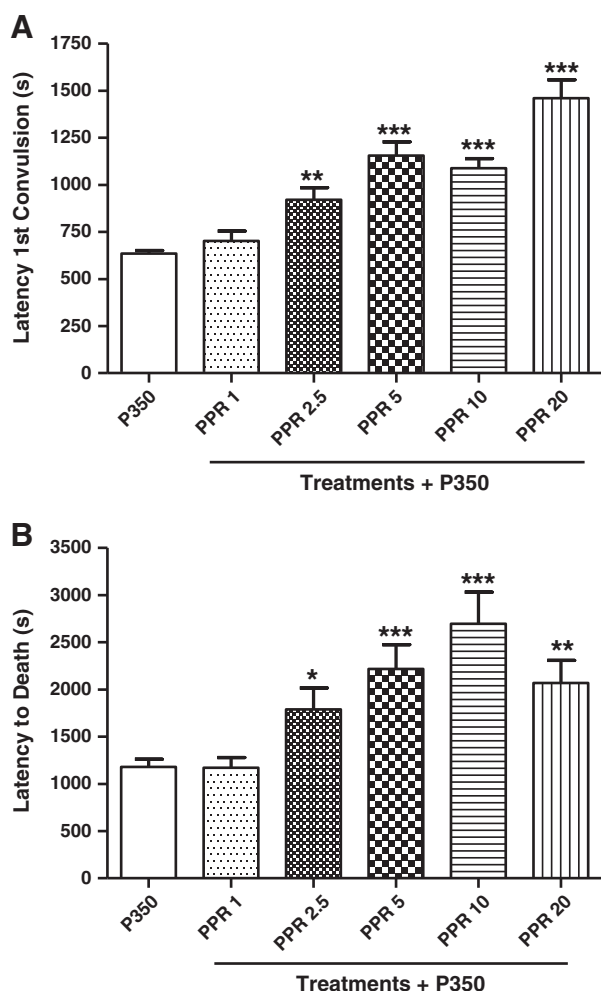 A
Latency 1st Convulsion (s)
1750
1500
1250
1000
750
500
250
0
**
***
***
***
P350
PPR 1
PPR 2.5
PPR 5
PPR 10
PPR 20
Treatments + P350
B
Latency to Death (s)
3500
3000
2500
2000
1500
1000
500
0
*
***
***
**
P350
PPR 1
PPR 2.5
PPR 5
PPR 10
PPR 20
Treatments + P350